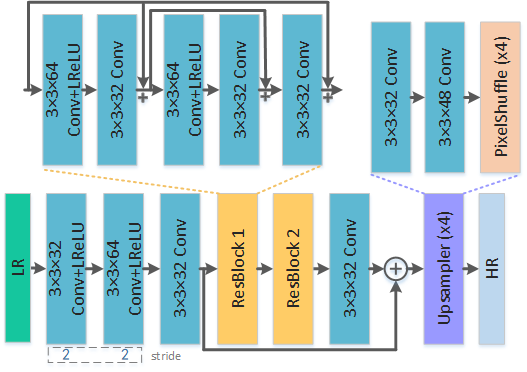 3×3×64
Conv+LReLU
3×3×32 Conv
+
3×3×64
Conv+LReLU
3×3×32 Conv
+
3×3×32 Conv
+
3×3×32 Conv
3×3×48 Conv
PixelShuffle (x4)
LR
3×3×32
Conv+LReLU
3×3×64
Conv+LReLU
3×3×32 Conv
ResBlock 1
ResBlock 2
3×3×32 Conv
+
Upsampler (x4)
HR
2 2 stride